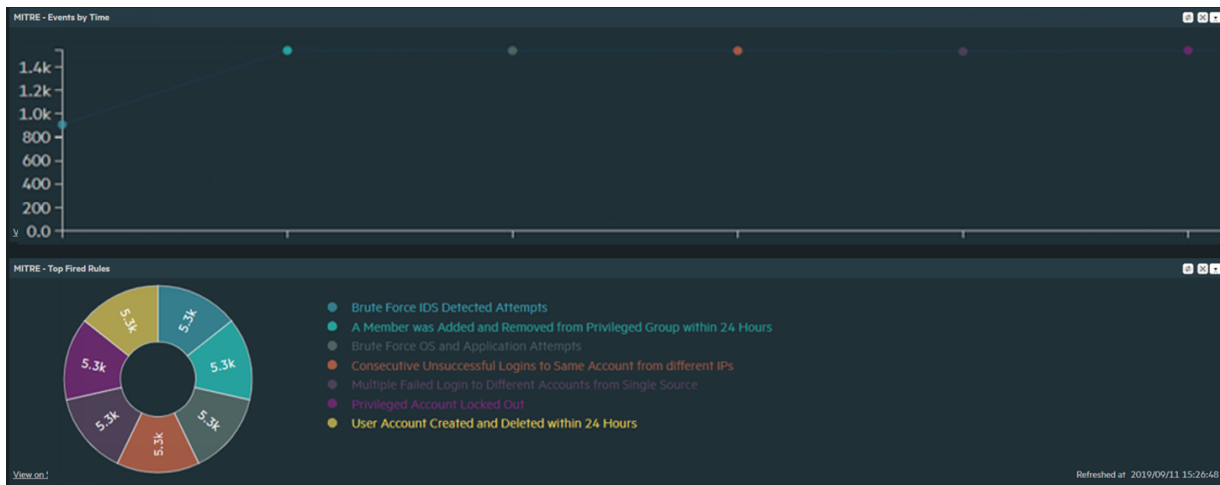 MITRE - Events by Time
1.4k
1.2k
1.0k
800
600
400
200
0.0
MITRE - Top Fired Rules
5.3k
5.3k
5.3k
5.3k
5.3k
5.3k
5.3k
Brute Force IDS Detected Attempts
A Member was Added and Removed from Privileged Group within 24 Hours
Brute Force OS and Application Attempts
Consecutive Unsuccessful Logins to Same Account from different IPs
Multiple Failed Login to Different Accounts from Single Source
Privileged Account Locked Out
User Account Created and Deleted within 24 Hours
View on
Refreshed at 2019/09/11 15:26:48